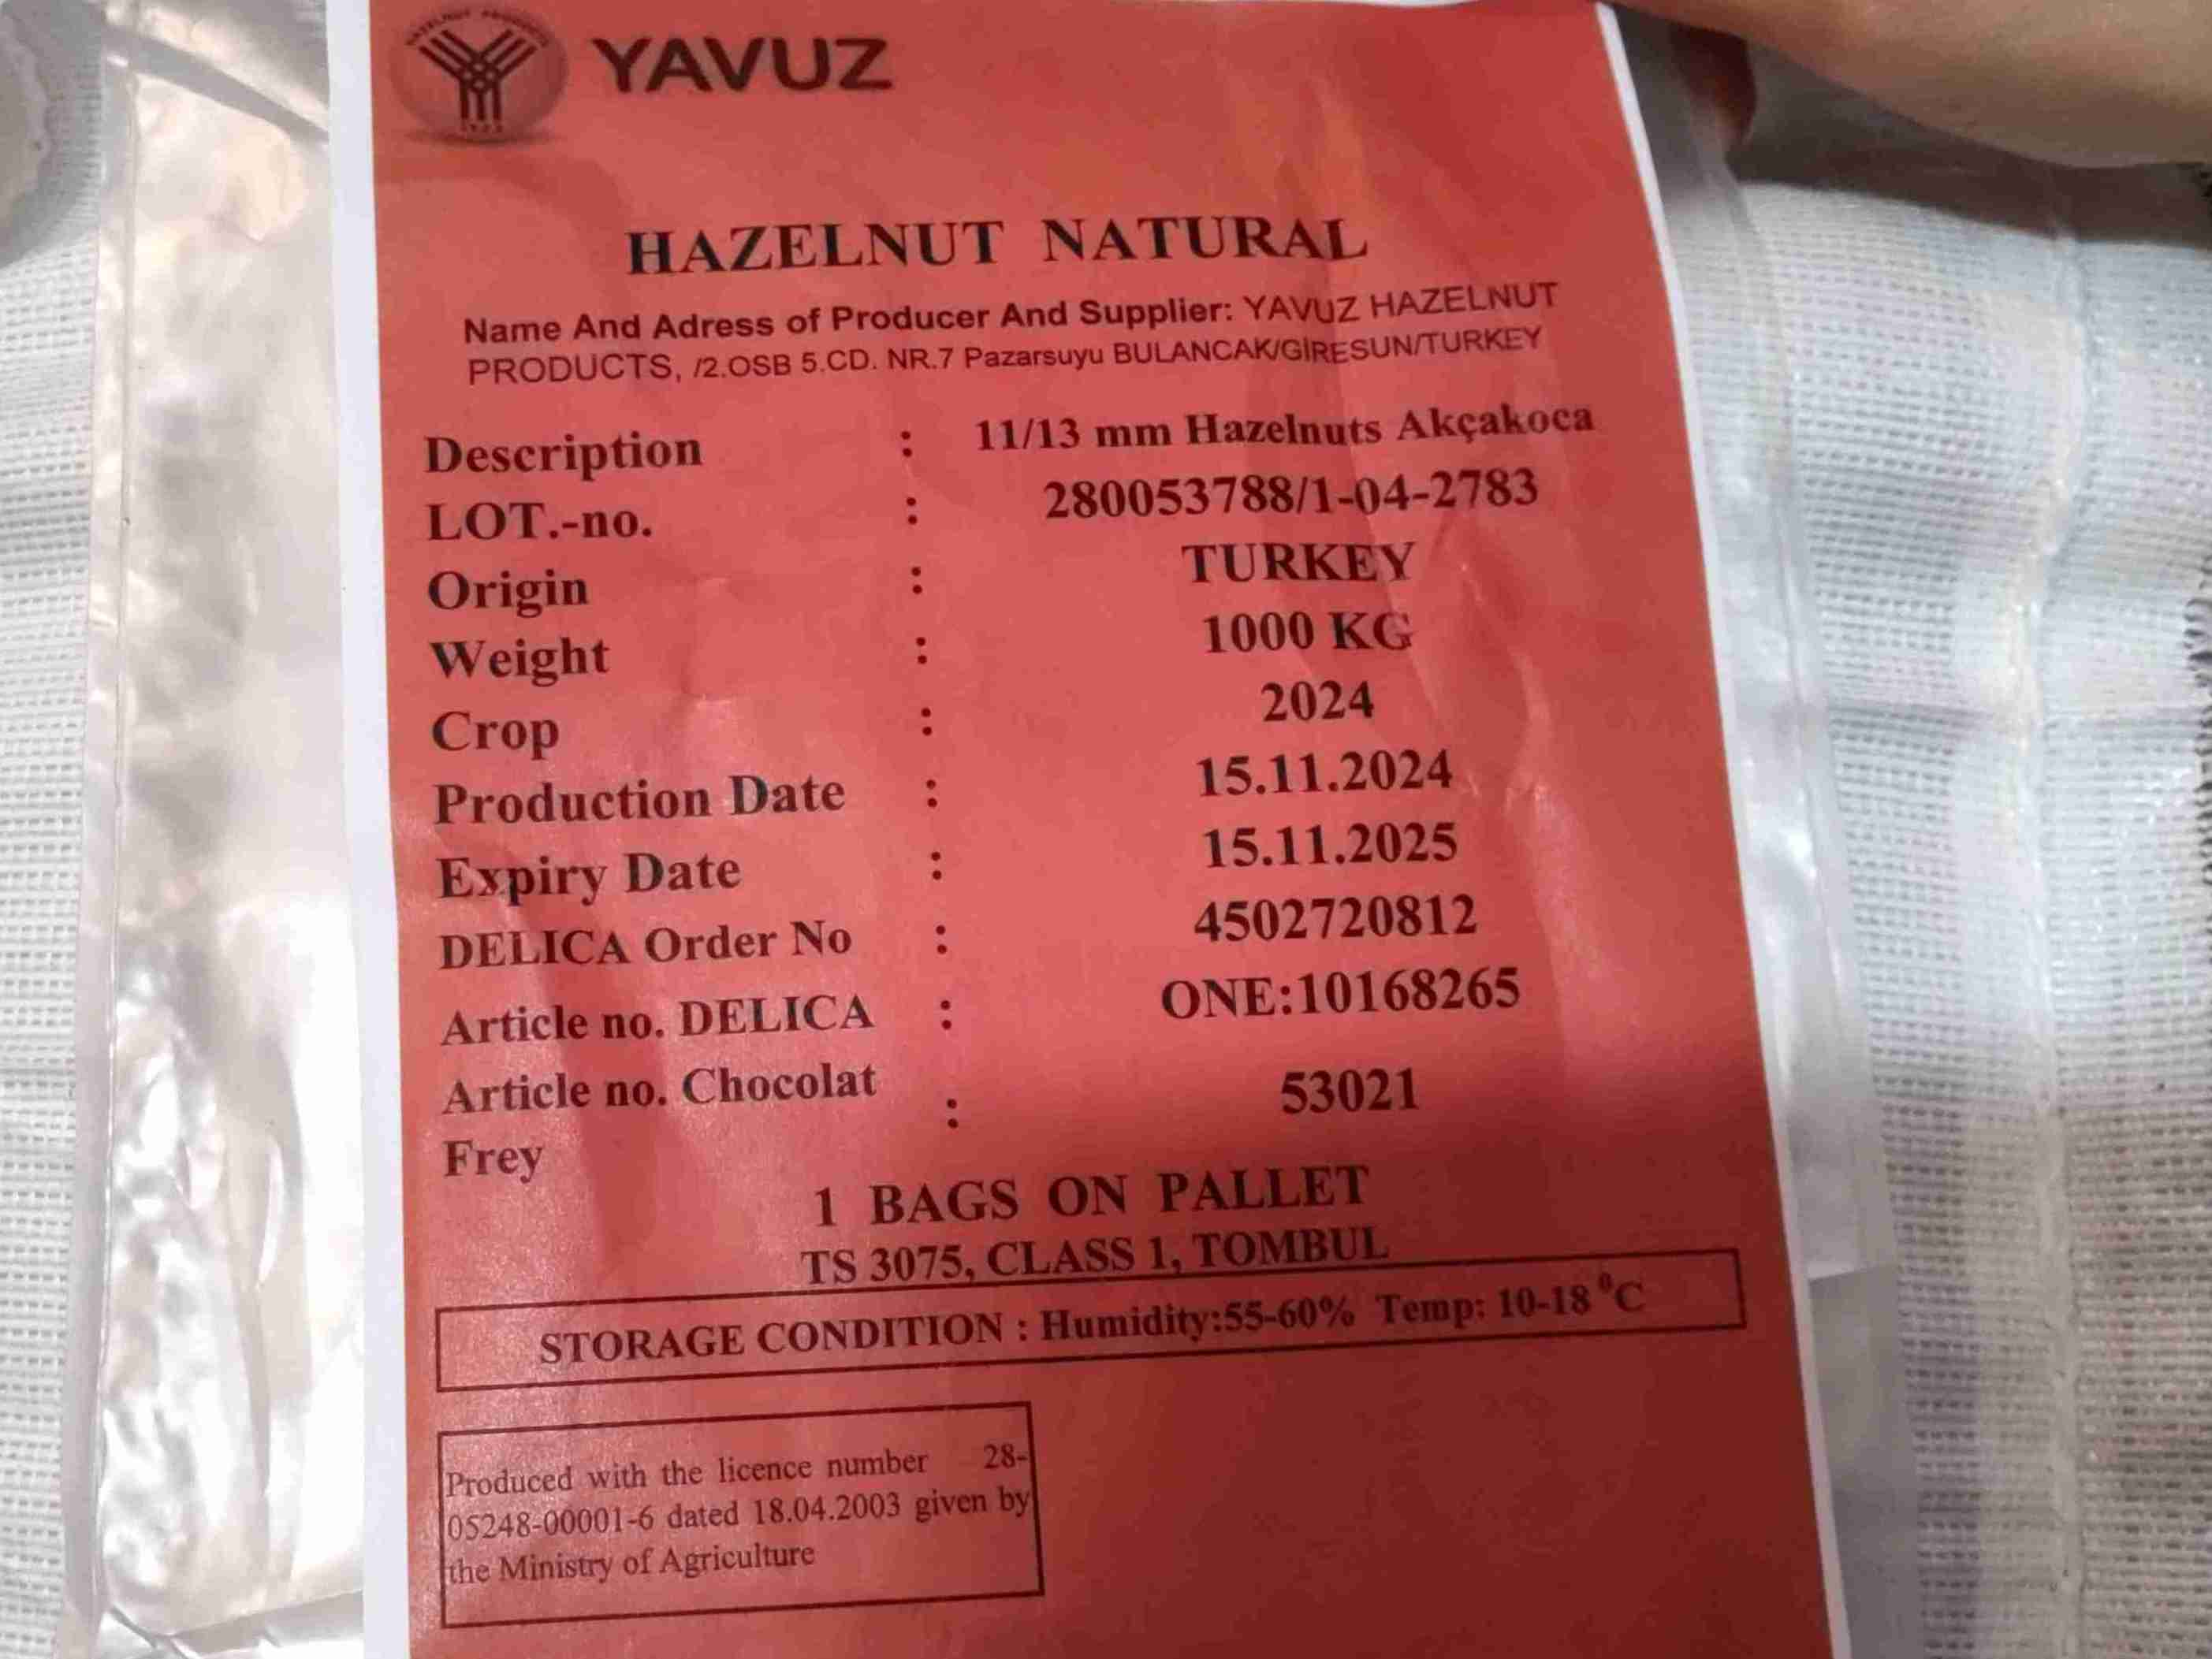 YAVUZ
1923
HAZELNUT NATURAL
Name And Adress of Producer And Supplier: YAVUZ HAZELNUT
PRODUCTS, /2.OSB 5.CD. NR.7 Pazarsuyu BULANCAK/GİRESUN/TURKEY
Description : 11/13 mm Hazelnuts Akçakoca
LOT.-no. : 280053788/1-04-2783
Origin : TURKEY
Weight : 1000 KG
Crop : 2024
Production Date : 15.11.2024
Expiry Date : 15.11.2025
DELICA Order No : 4502720812
Article no. DELICA : ONE:10168265
Article no. Chocolat : 53021
Frey
1 BAGS ON PALLET
TS 3075, CLASS 1, TOMBUL
STORAGE CONDITION : Humidity:55-60% Temp: 10-18 ⁰C
Produced with the licence number 28-
05248-00001-6 dated 18.04.2003 given by
the Ministry of Agriculture